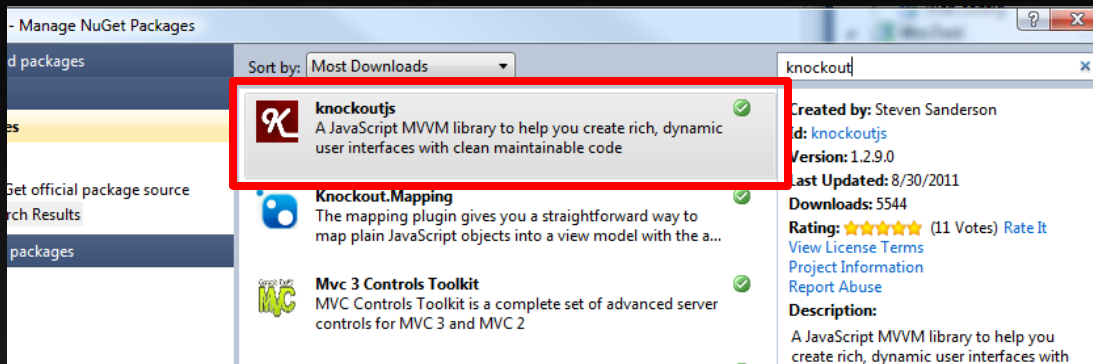 - Manage NuGet Packages
d packages
es
Get official package source
rch Results
packages
Sort by: Most Downloads
knockoutjs
A JavaScript MVVM library to help you create rich, dynamic
user interfaces with clean maintainable code
Knockout.Mapping
The mapping plugin gives you a straightforward way to
map plain JavaScript objects into a view model with the a...
Mvc 3 Controls Toolkit
MVC Controls Toolkit is a complete set of advanced server
controls for MVC 3 and MVC 2
knockout
Created by: Steven Sanderson
Id: knockoutjs
Version: 1.2.9.0
Last Updated: 8/30/2011
Downloads: 5544
Rating: (11 Votes) Rate It
View License Terms
Project Information
Report Abuse
Description:
A JavaScript MVVM library to help you
create rich, dynamic user interfaces with